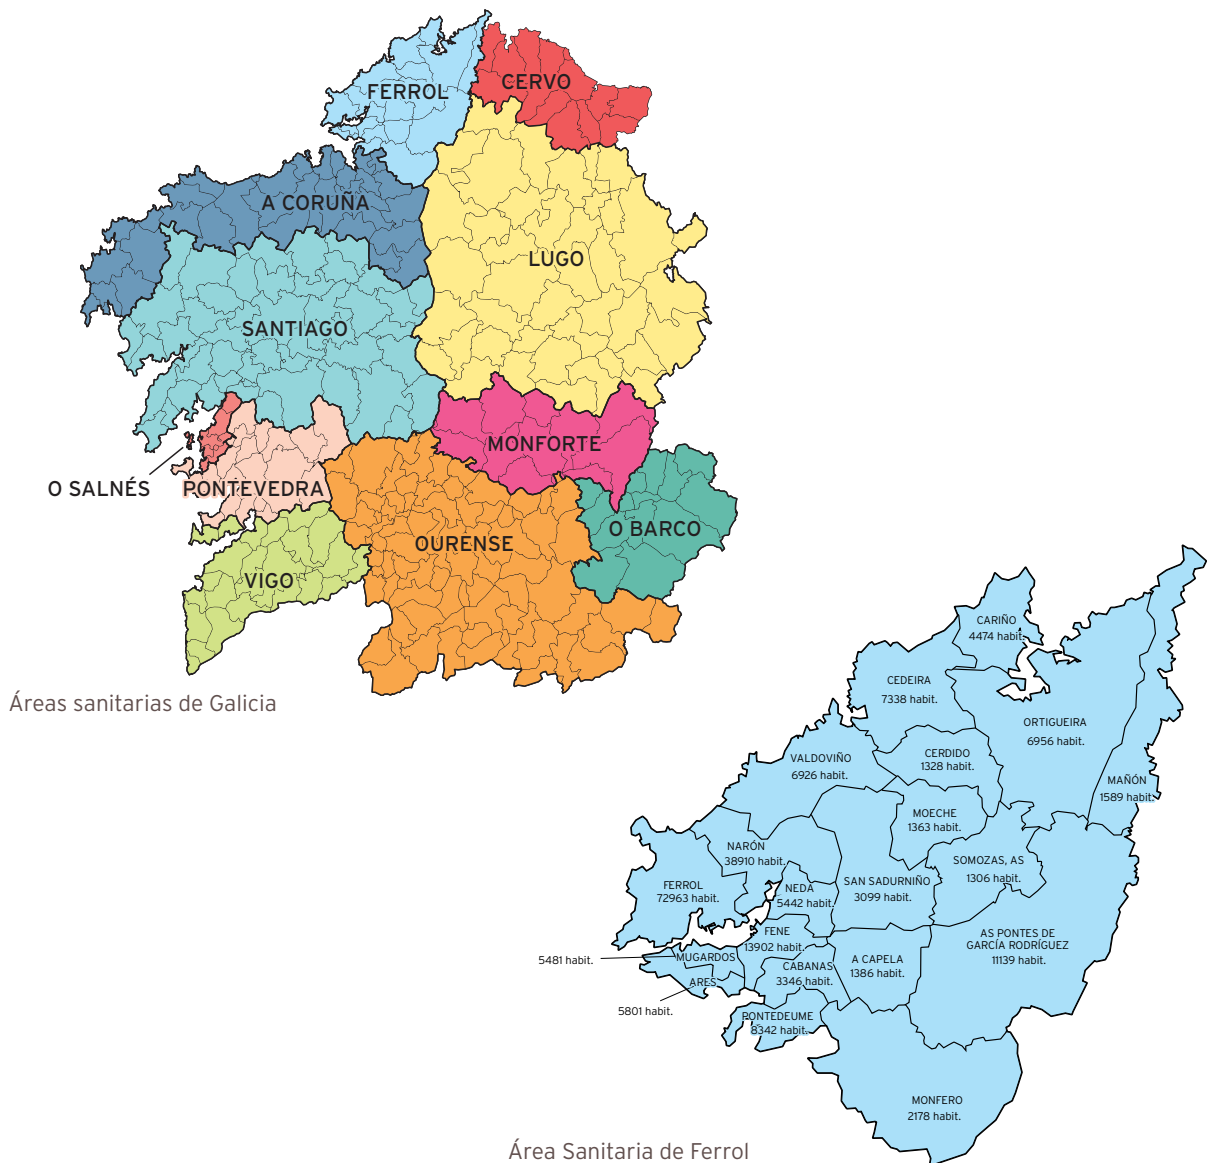 FERROL
CERVO
A CORUÑA
LUGO
SANTIAGO
MONFORTE
O SALNÉS
PONTEVEDRA
OURENSE
O BARCO
VIGO
Áreas sanitarias de Galicia
CARIÑO
4474 habit.
CEDEIRA
7338 habit.
ORTIGUEIRA
6956 habit.
VALDOVIÑO
6926 habit.
CERDIDO
1328 habit.
MAÑÓN
1589 habit.
MOECHE
1363 habit.
NARÓN
38910 habit.
SOMOZAS, AS
1306 habit.
FERROL
72963 habit.
NEDA
5442 habit.
SAN SADURNIÑO
3099 habit.
FENE
13902 habit.
AS PONTES DE
GARCÍA RODRÍGUEZ
11139 habit.
5481 habit.
MUGARDOS
CABANAS
3346 habit.
A CAPELA
1386 habit.
ARES
5801 habit.
PONTEDEUME
8342 habit.
MONFERO
2178 habit.
Área Sanitaria de Ferrol